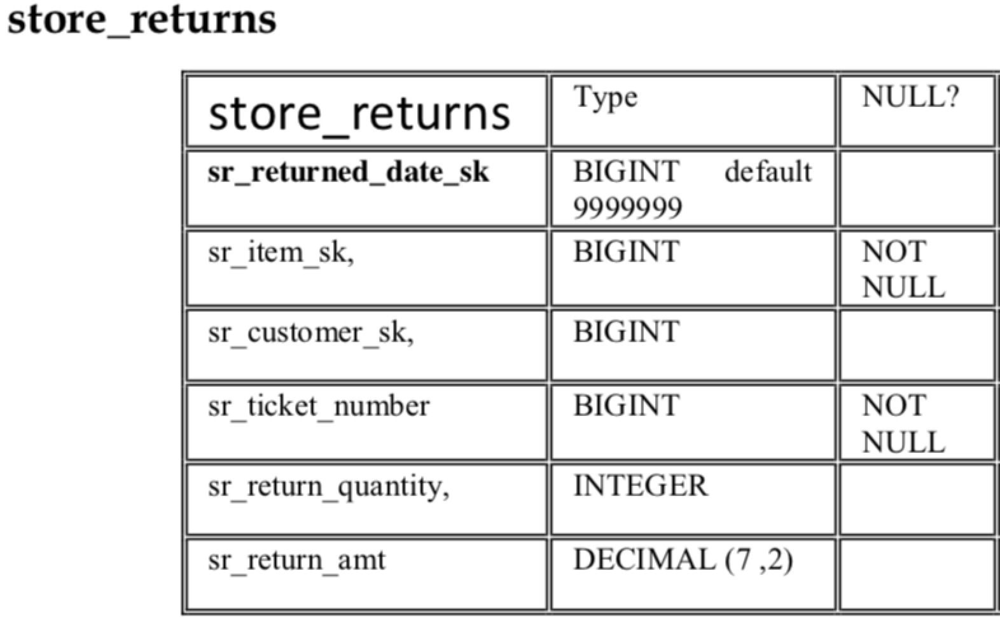 store_returns
store_returns Type NULL?
sr_returned_date_sk BIGINT default
9999999
sr_item_sk, BIGINT NOT
NULL
sr_customer_sk, BIGINT
sr_ticket_number BIGINT NOT
NULL
sr_return_quantity, INTEGER
sr_return_amt DECIMAL (7 ,2)